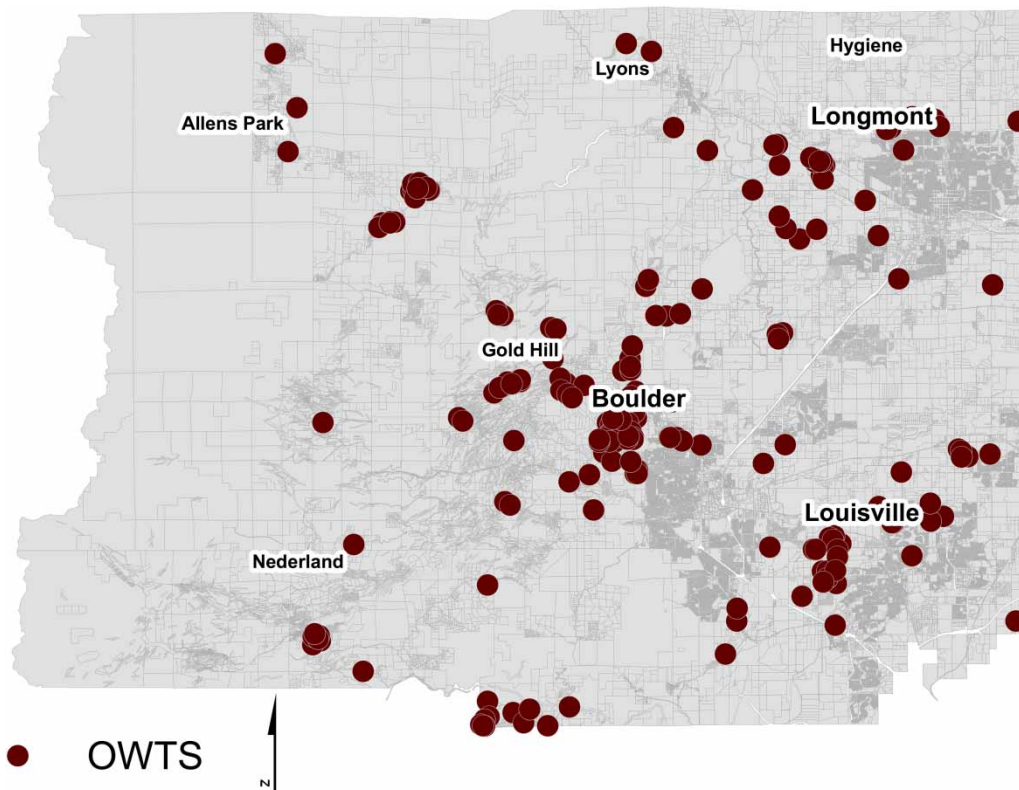 Hygiene
Lyons
Longmont
Allens Park
Gold Hill
Boulder
Louisville
Nederland
OWTS
N